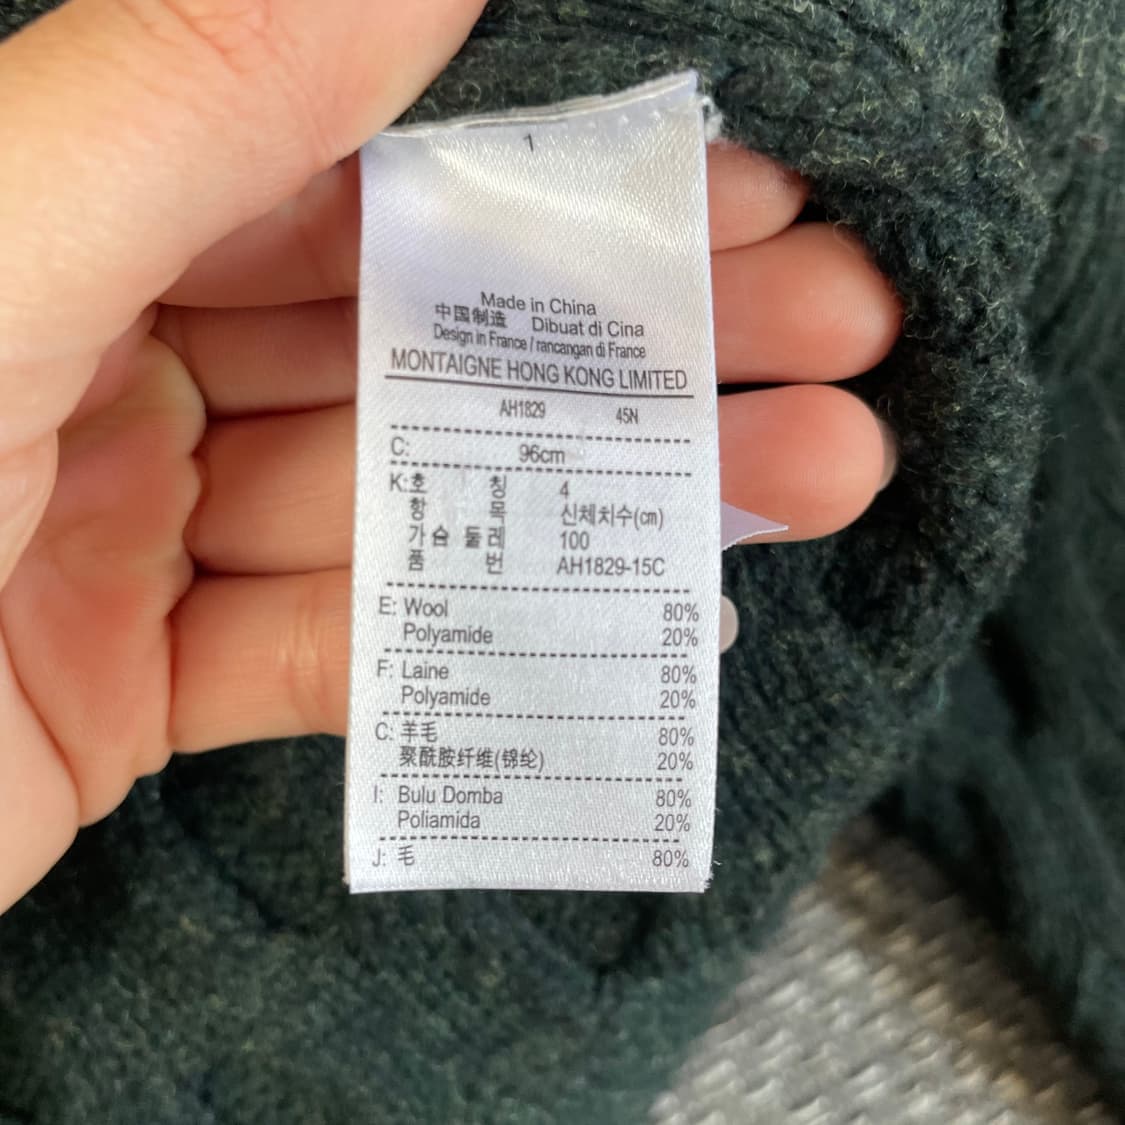 1
Made in China
中国制造 Dibuat di Cina
Design in France / rancangan di France
MONTAIGNE HONG KONG LIMITED
AH1829 45N
C: 96cm
K:호 칭 4
항 목 신체치수(cm)
가슴 둘레 100
품 번 AH1829-15C
E: Wool 80%
Polyamide 20%
F: Laine 80%
Polyamide 20%
C: 羊毛 80%
聚酰胺纤维(锦纶) 20%
I: Bulu Domba 80%
Poliamida 20%
J: 毛 80%